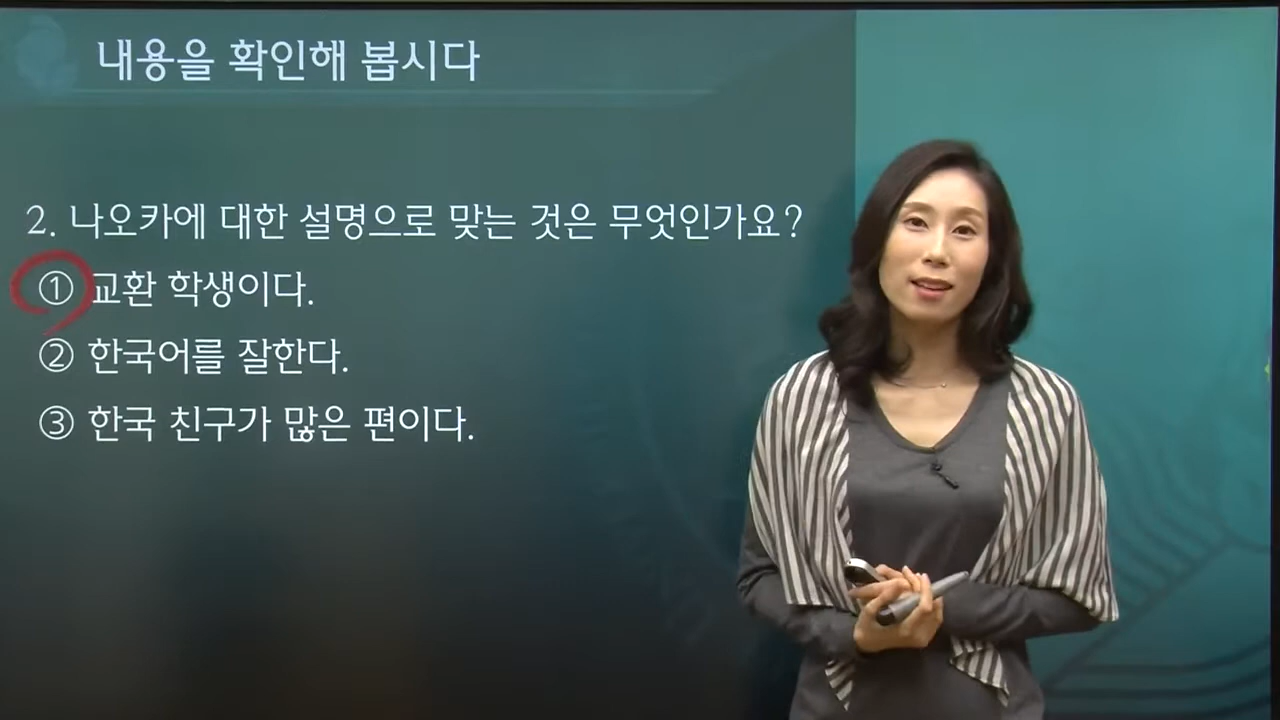 내용을 확인해 봅시다
2. 나오카에 대한 설명으로 맞는 것은 무엇인가요?
① 교환 학생이다.
② 한국어를 잘한다.
③ 한국 친구가 많은 편이다.